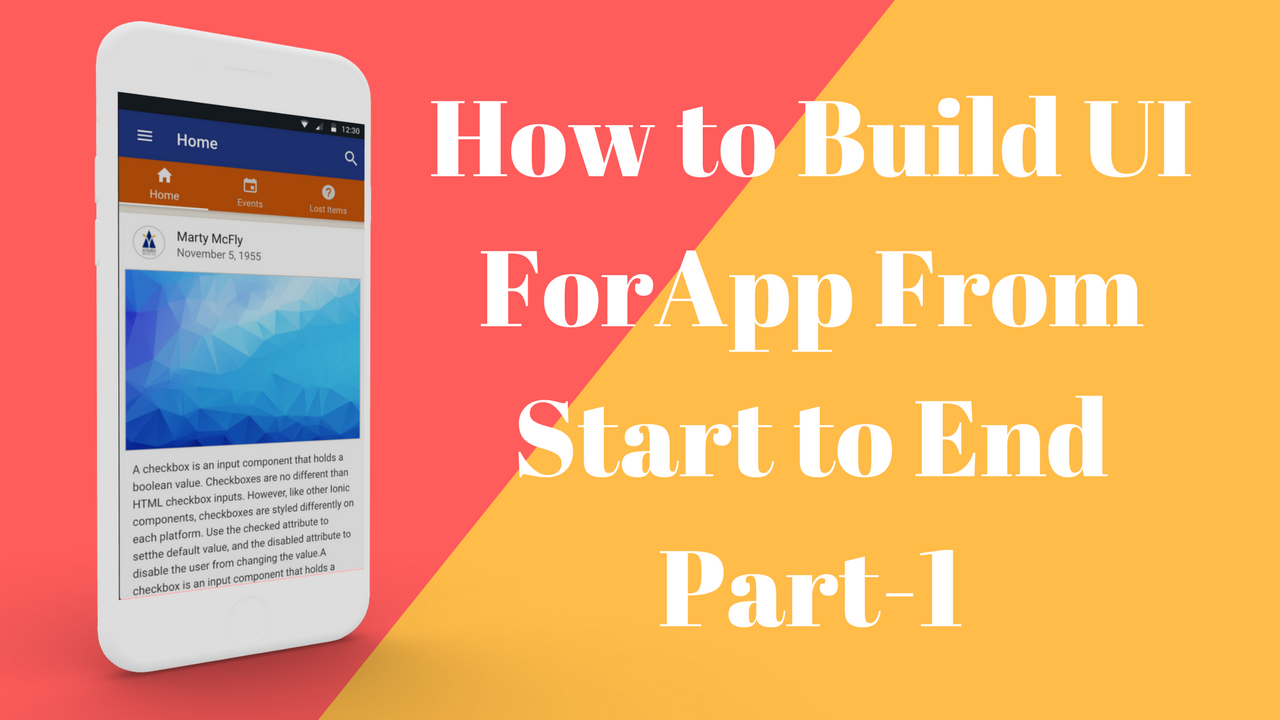 12:30
Home
Home
Events
Lost Items
Marty McFly
November 5, 1955
A checkbox is an input component that holds a
boolean value. Checkboxes are no different than
HTML checkbox inputs. However, like other Ionic
components, checkboxes are styled differently on
each platform. Use the checked attribute to
setthe default value, and the disabled attribute to
disable the user from changing the value.A
checkbox is an input component that holds a
How to Build UI
ForApp From
Start to End
Part-1